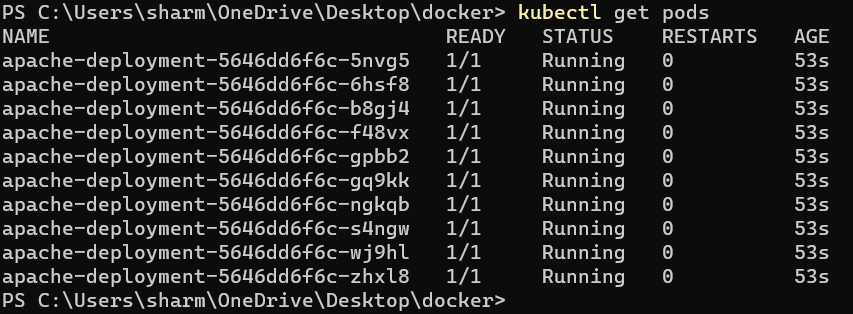 PS C:\Users\sharm\OneDrive\Desktop\docker> kubectl get pods
NAME READY STATUS RESTARTS AGE
apache-deployment-5646dd6f6c-5nvg5 1/1 Running 0 53s
apache-deployment-5646dd6f6c-6hsf8 1/1 Running 0 53s
apache-deployment-5646dd6f6c-b8gj4 1/1 Running 0 53s
apache-deployment-5646dd6f6c-f48vx 1/1 Running 0 53s
apache-deployment-5646dd6f6c-gpbb2 1/1 Running 0 53s
apache-deployment-5646dd6f6c-gq9kk 1/1 Running 0 53s
apache-deployment-5646dd6f6c-ngkqb 1/1 Running 0 53s
apache-deployment-5646dd6f6c-s4ngw 1/1 Running 0 53s
apache-deployment-5646dd6f6c-wj9hl 1/1 Running 0 53s
apache-deployment-5646dd6f6c-zhxl8 1/1 Running 0 53s
PS C:\Users\sharm\OneDrive\Desktop\docker>